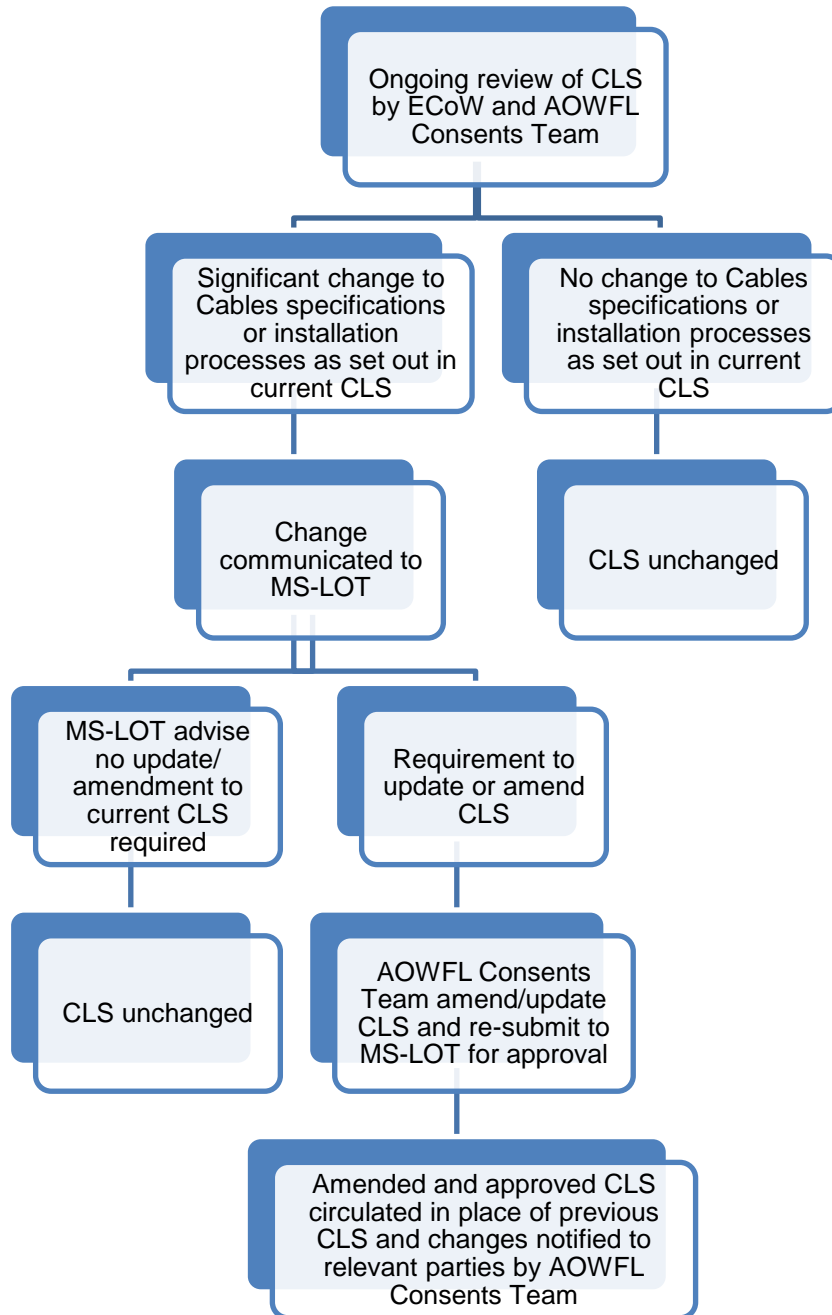 Ongoing review of CLS
by ECoW and AOWFL
Consents Team
Significant change to
Cables specifications
or installation
processes as set out in
current CLS
No change to Cables
specifications or
installation processes
as set out in current
CLS
Change
communicated to
MS-LOT
CLS unchanged
MS-LOT advise
no update/
amendment to
current CLS
required
Requirement to
update or amend
CLS
CLS unchanged
AOWFL Consents
Team amend/update
CLS and re-submit to
MS-LOT for approval
Amended and approved CLS
circulated in place of previous
CLS and changes notified to
relevant parties by AOWFL
Consents Team